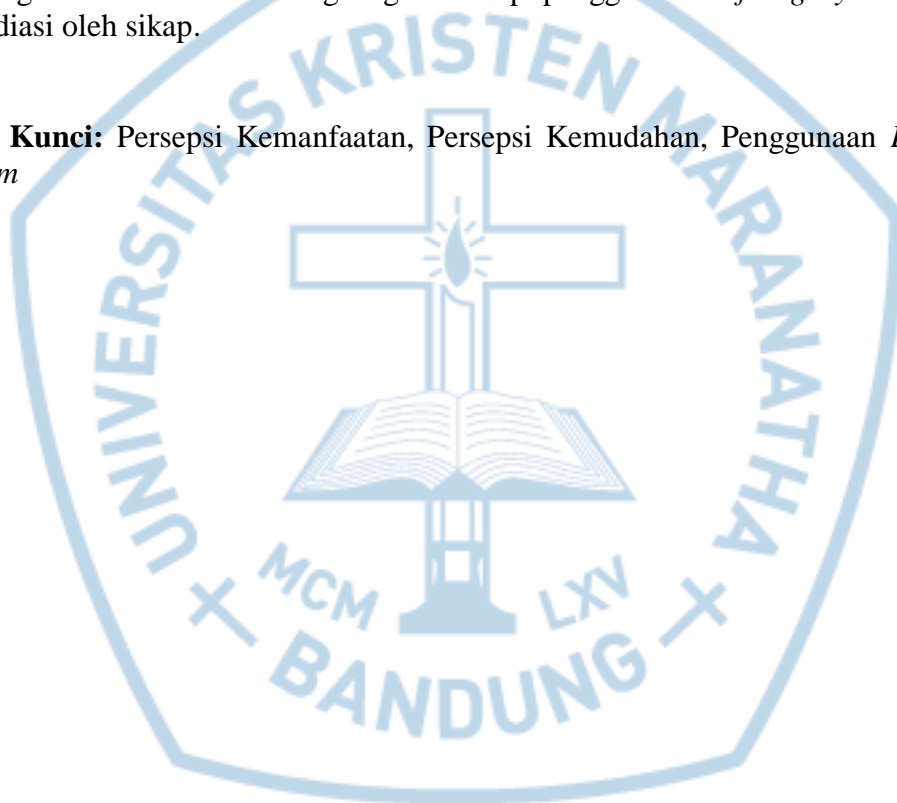 diasi oleh sikap.
Kunci: Persepsi Kemanfaatan, Persepsi Kemudahan, Penggunaan
UNIVERSITAS KRISTEN MARANATHA
MCM LXV
BANDUNG